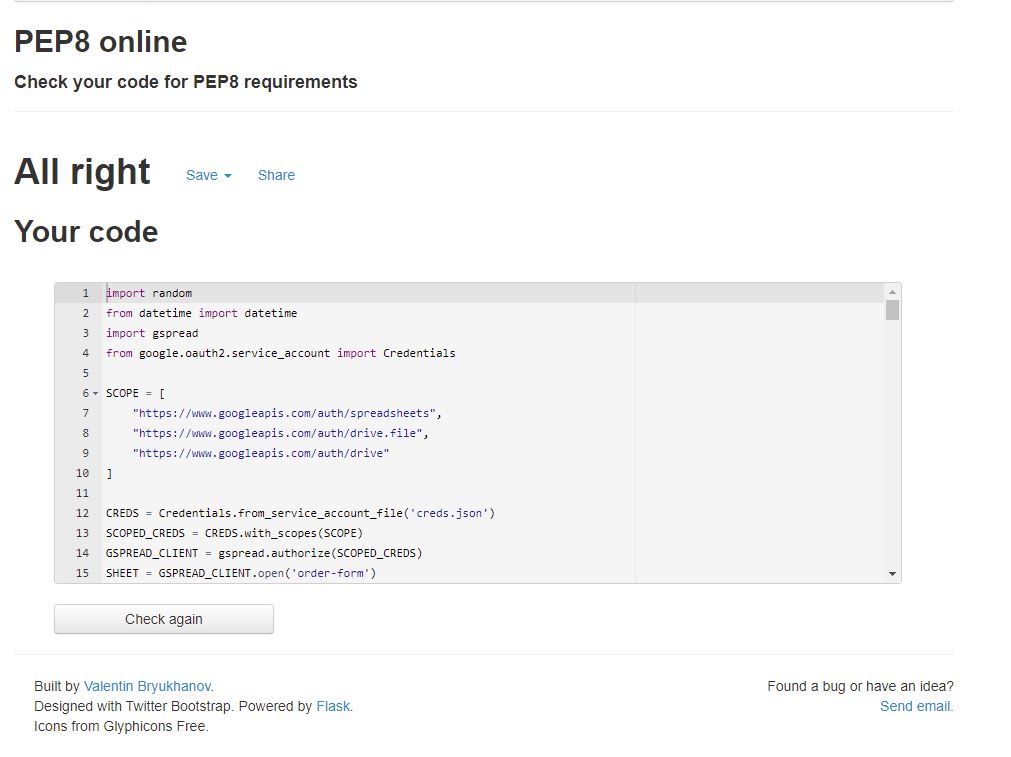 PEP8 online
Check your code for PEP8 requirements
All right Save Share
Your code
1 import random
2 from datetime import datetime
3 import gspread
4 from google.oauth2.service_account import Credentials
5
6 SCOPE = [
7 "https://www.googleapis.com/auth/spreadsheets",
8 "https://www.googleapis.com/auth/drive.file",
9 "https://www.googleapis.com/auth/drive"
10 ]
11
12 CREDS = Credentials.from_service_account_file('creds.json')
13 SCOPED_CREDS = CREDS.with_scopes(SCOPE)
14 GSPREAD_CLIENT = gspread.authorize(SCOPED_CREDS)
15 SHEET = GSPREAD_CLIENT.open('order-form')
Check again
Built by Valentin Bryukhanov. Found a bug or have an idea?
Designed with Twitter Bootstrap. Powered by Flask. Send email.
Icons from Glyphicons Free.